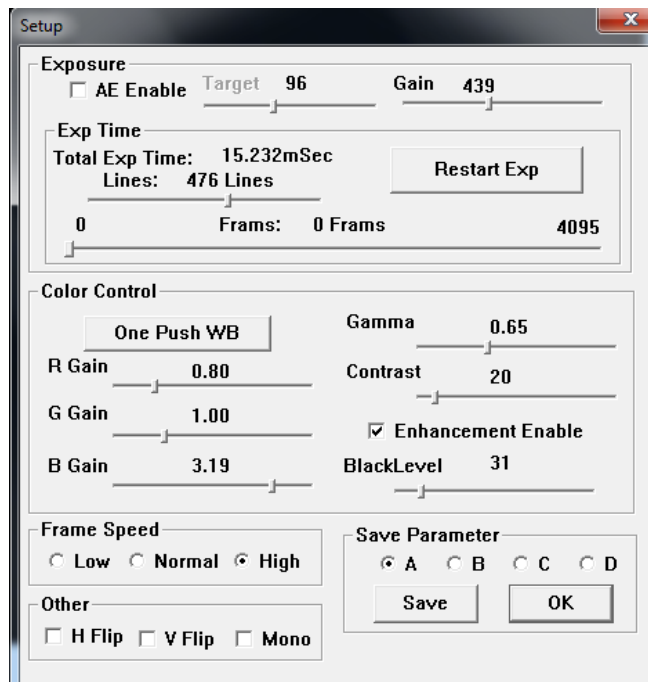 Setup
Exposure
AE Enable Target 96 Gain 439
Exp Time
Total Exp Time: 15.232mSec
Lines: 476 Lines
Restart Exp
0 Frams: 0 Frams 4095
Color Control
One Push WB
Gamma 0.65
R Gain 0.80
Contrast 20
G Gain 1.00
Enhancement Enable
B Gain 3.19
BlackLevel 31
Frame Speed
Low Normal High
Save Parameter
A B C D
Save OK
Other
H Flip V Flip Mono